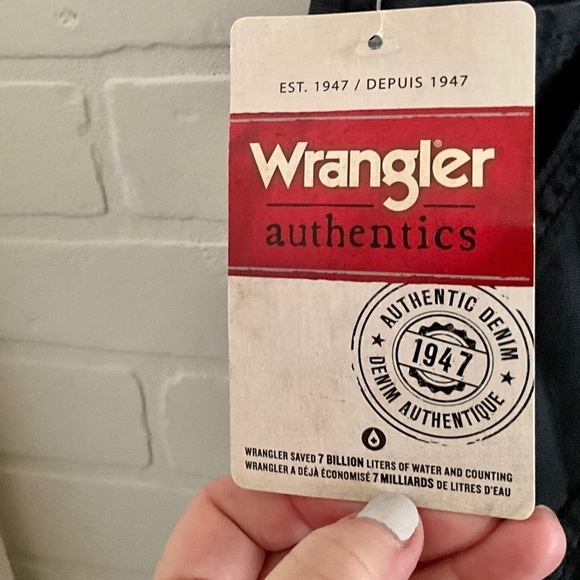 EST. 1947 / DEPUIS 1947
Wrangler®
authentics
AUTHENTIC DENIM
1947
DENIM AUTHENTIQUE
WRANGLER SAVED 7 BILLION LITERS OF WATER AND COUNTING
WRANGLER A DÉJÀ ÉCONOMISÉ 7 MILLIARDS DE LITRES D'EAU